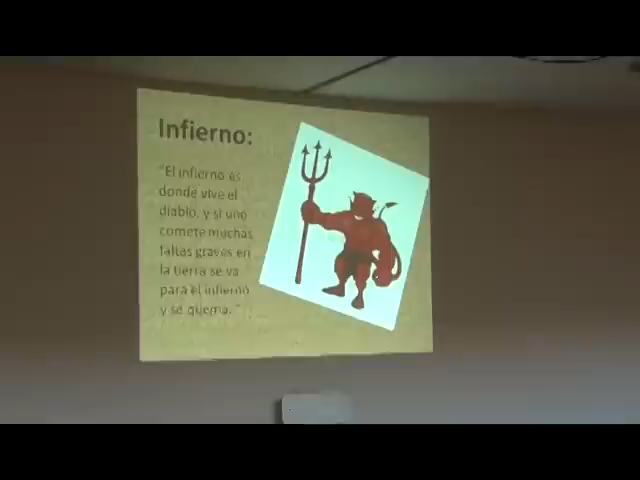 Infierno:
"El infierno es
donde vive el
diablo, y si uno
comete muchas
faltas graves en
la tierra se va
para el infierno
y se quema."